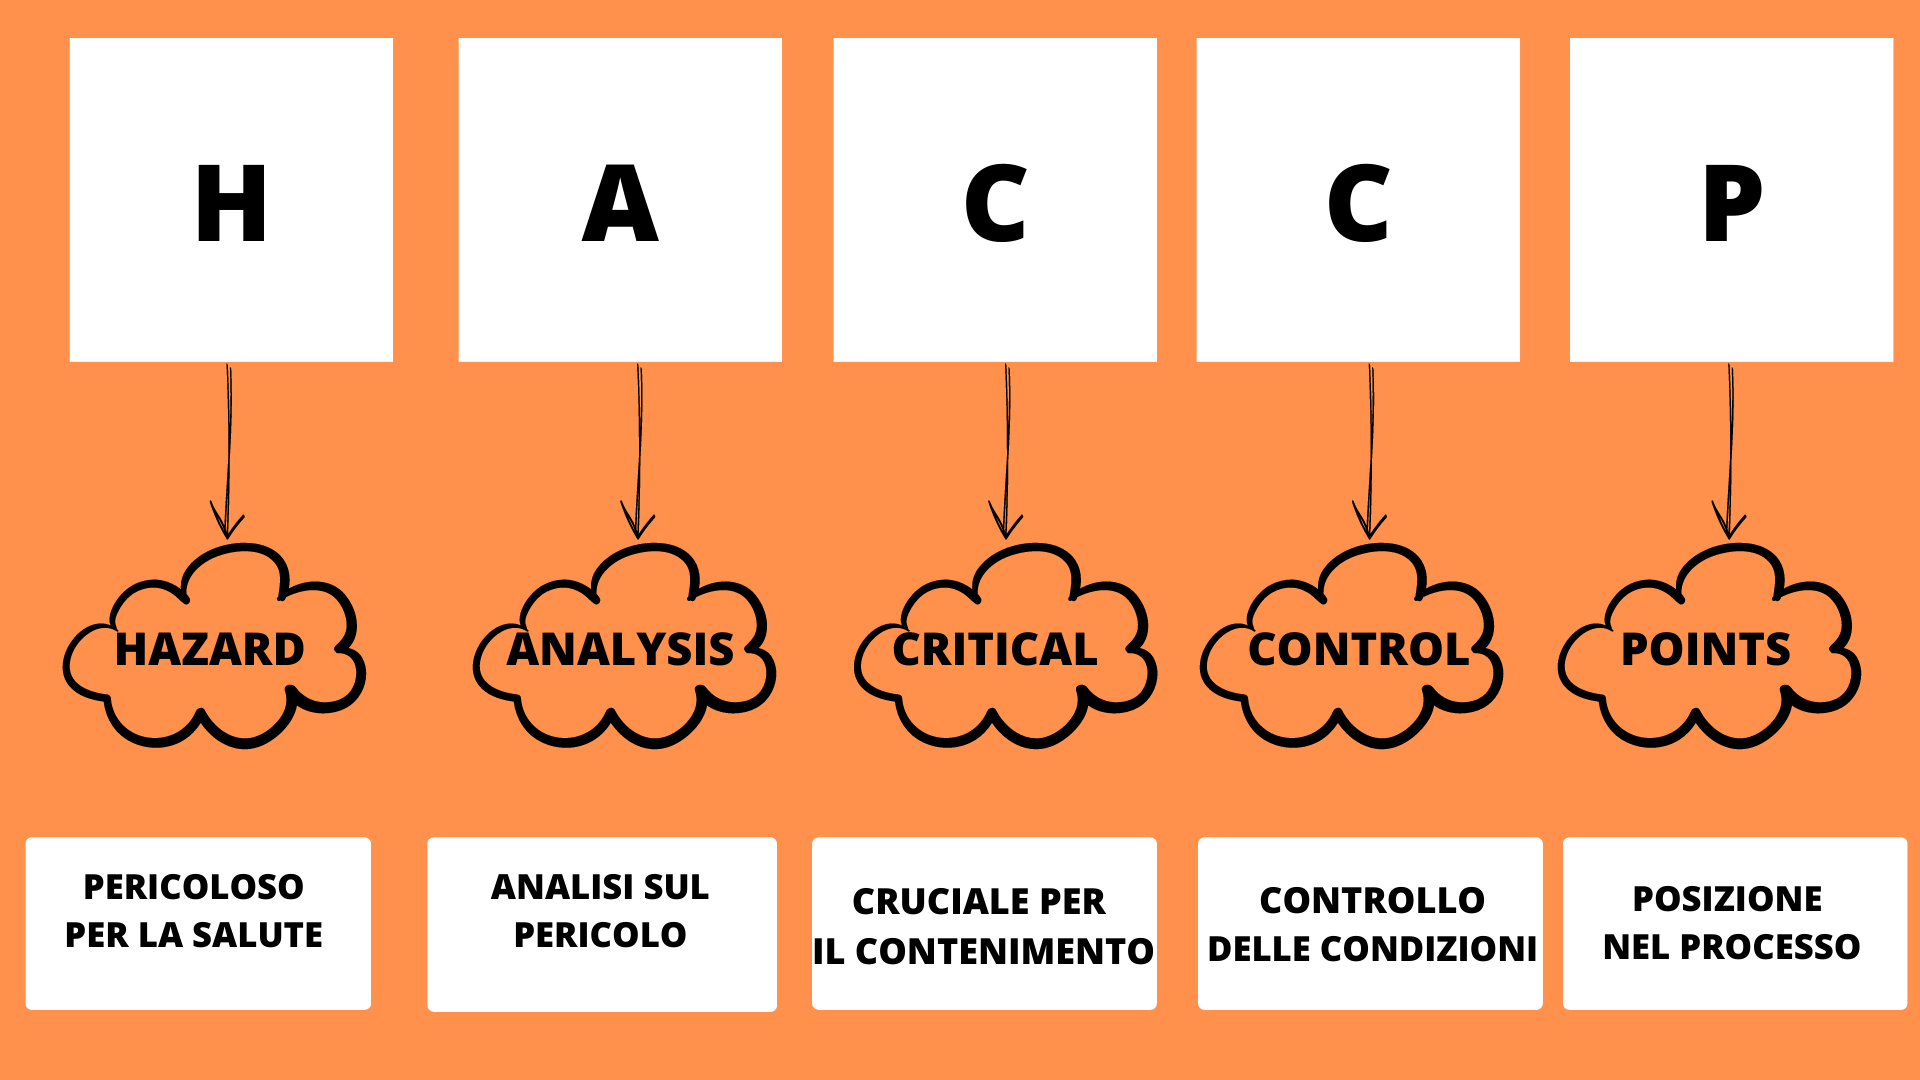 H
A
C
C
P
HAZARD
ANALYSIS
CRITICAL
CONTROL
POINTS
PERICOLOSO
PER LA SALUTE
ANALISI SUL
PERICOLO
CRUCIALE PER
IL CONTENIMENTO
CONTROLLO
DELLE CONDIZIONI
POSIZIONE
NEL PROCESSO